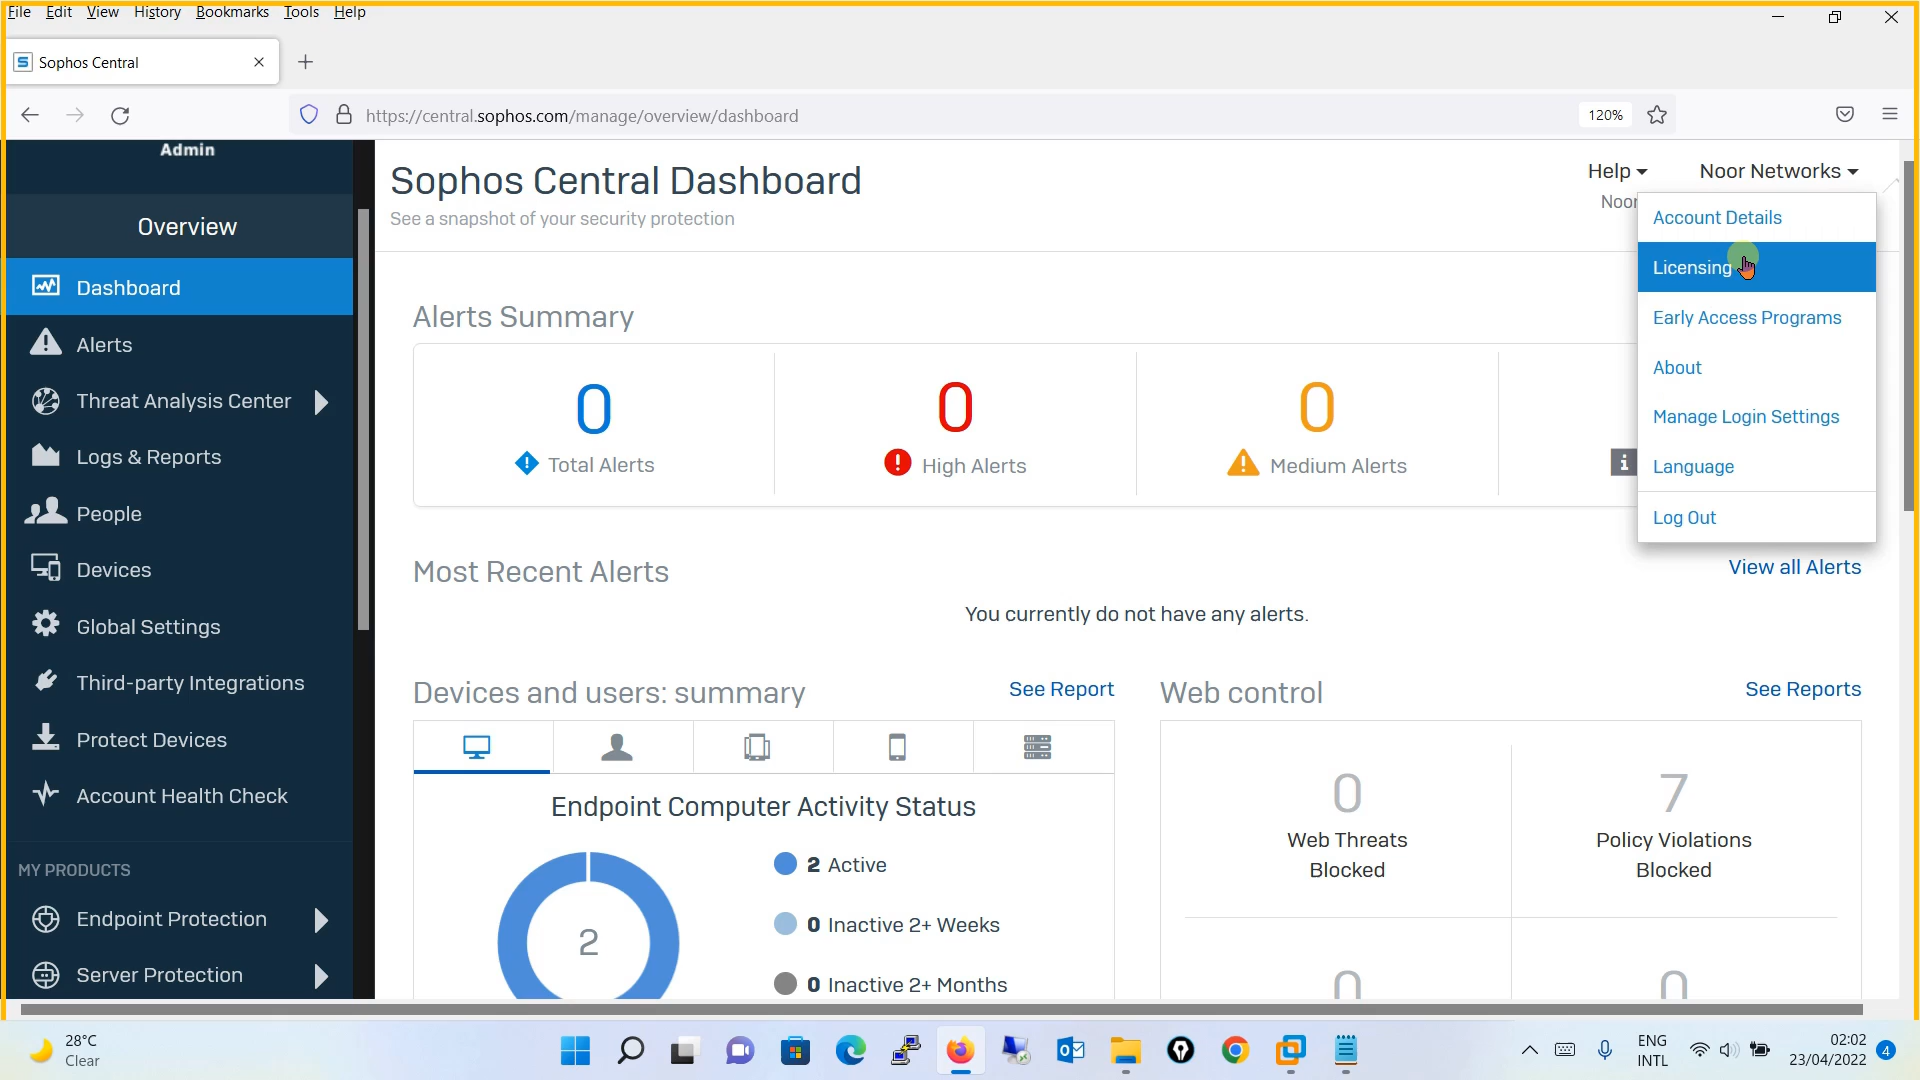 File Edit View History Bookmarks Tools Help
Sophos Central
https://central.sophos.com/manage/overview/dashboard
120%
Admin
Overview
Dashboard
Alerts
Threat Analysis Center
Logs & Reports
People
Devices
Global Settings
Third-party Integrations
Protect Devices
Account Health Check
MY PRODUCTS
Endpoint Protection
Server Protection
Sophos Central Dashboard
See a snapshot of your security protection
Help
Noor Networks
Noor
Account Details
Licensing
Early Access Programs
About
Manage Login Settings
Language
Log Out
Alerts Summary
0
Total Alerts
0
High Alerts
0
Medium Alerts
Most Recent Alerts
View all Alerts
You currently do not have any alerts.
Devices and users: summary
See Report
Endpoint Computer Activity Status
2
2 Active
0 Inactive 2+ Weeks
0 Inactive 2+ Months
Web control
See Reports
0
Web Threats
Blocked
7
Policy Violations
Blocked
0
0
28°C
Clear
ENG
INTL
02:02
23/04/2022
4